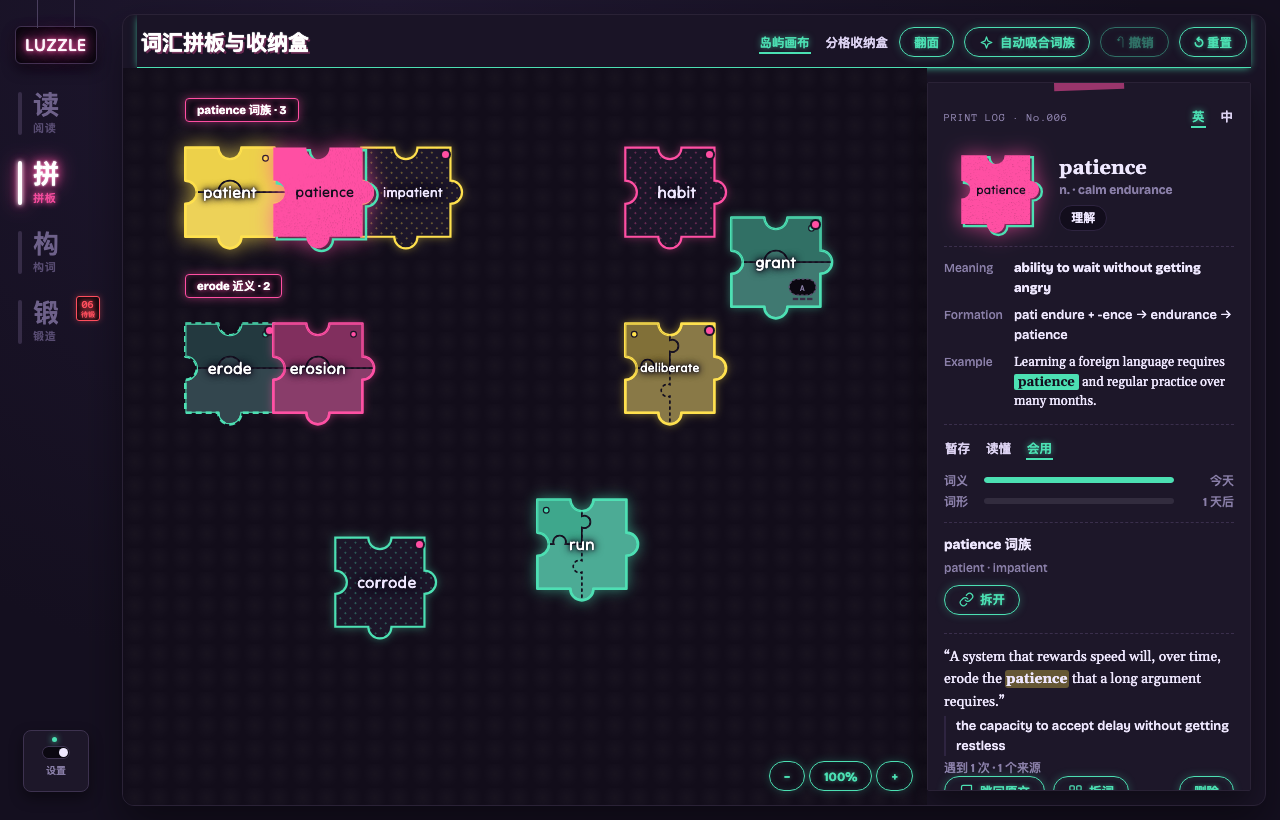 LUZZLE
读
阅读
拼
拼板
构
构词
锻
锻造
06
待锻
设置
词汇拼板与收纳盒
岛屿画布
分格收纳盒
翻面
自动吸合词族
撤销
重置
patience 词族 · 3
patient
patience
impatient
habit
grant
A
erode 近义 · 2
erode
erosion
deliberate
corrode
run
−
100%
+
PRINT LOG · No.006
英
中
patience
patience
n. · calm endurance
理解
Meaning
ability to wait without getting
angry
Formation
pati endure + -ence → endurance →
patience
Example
Learning a foreign language requires
patience and regular practice over
many months.
暂存
读懂
会用
词义
今天
词形
1 天后
patience 词族
patient · impatient
拆开
“A system that rewards speed will, over time,
erode the patience that a long argument
requires.”
the capacity to accept delay without getting
restless
遇到 1 次 · 1 个来源